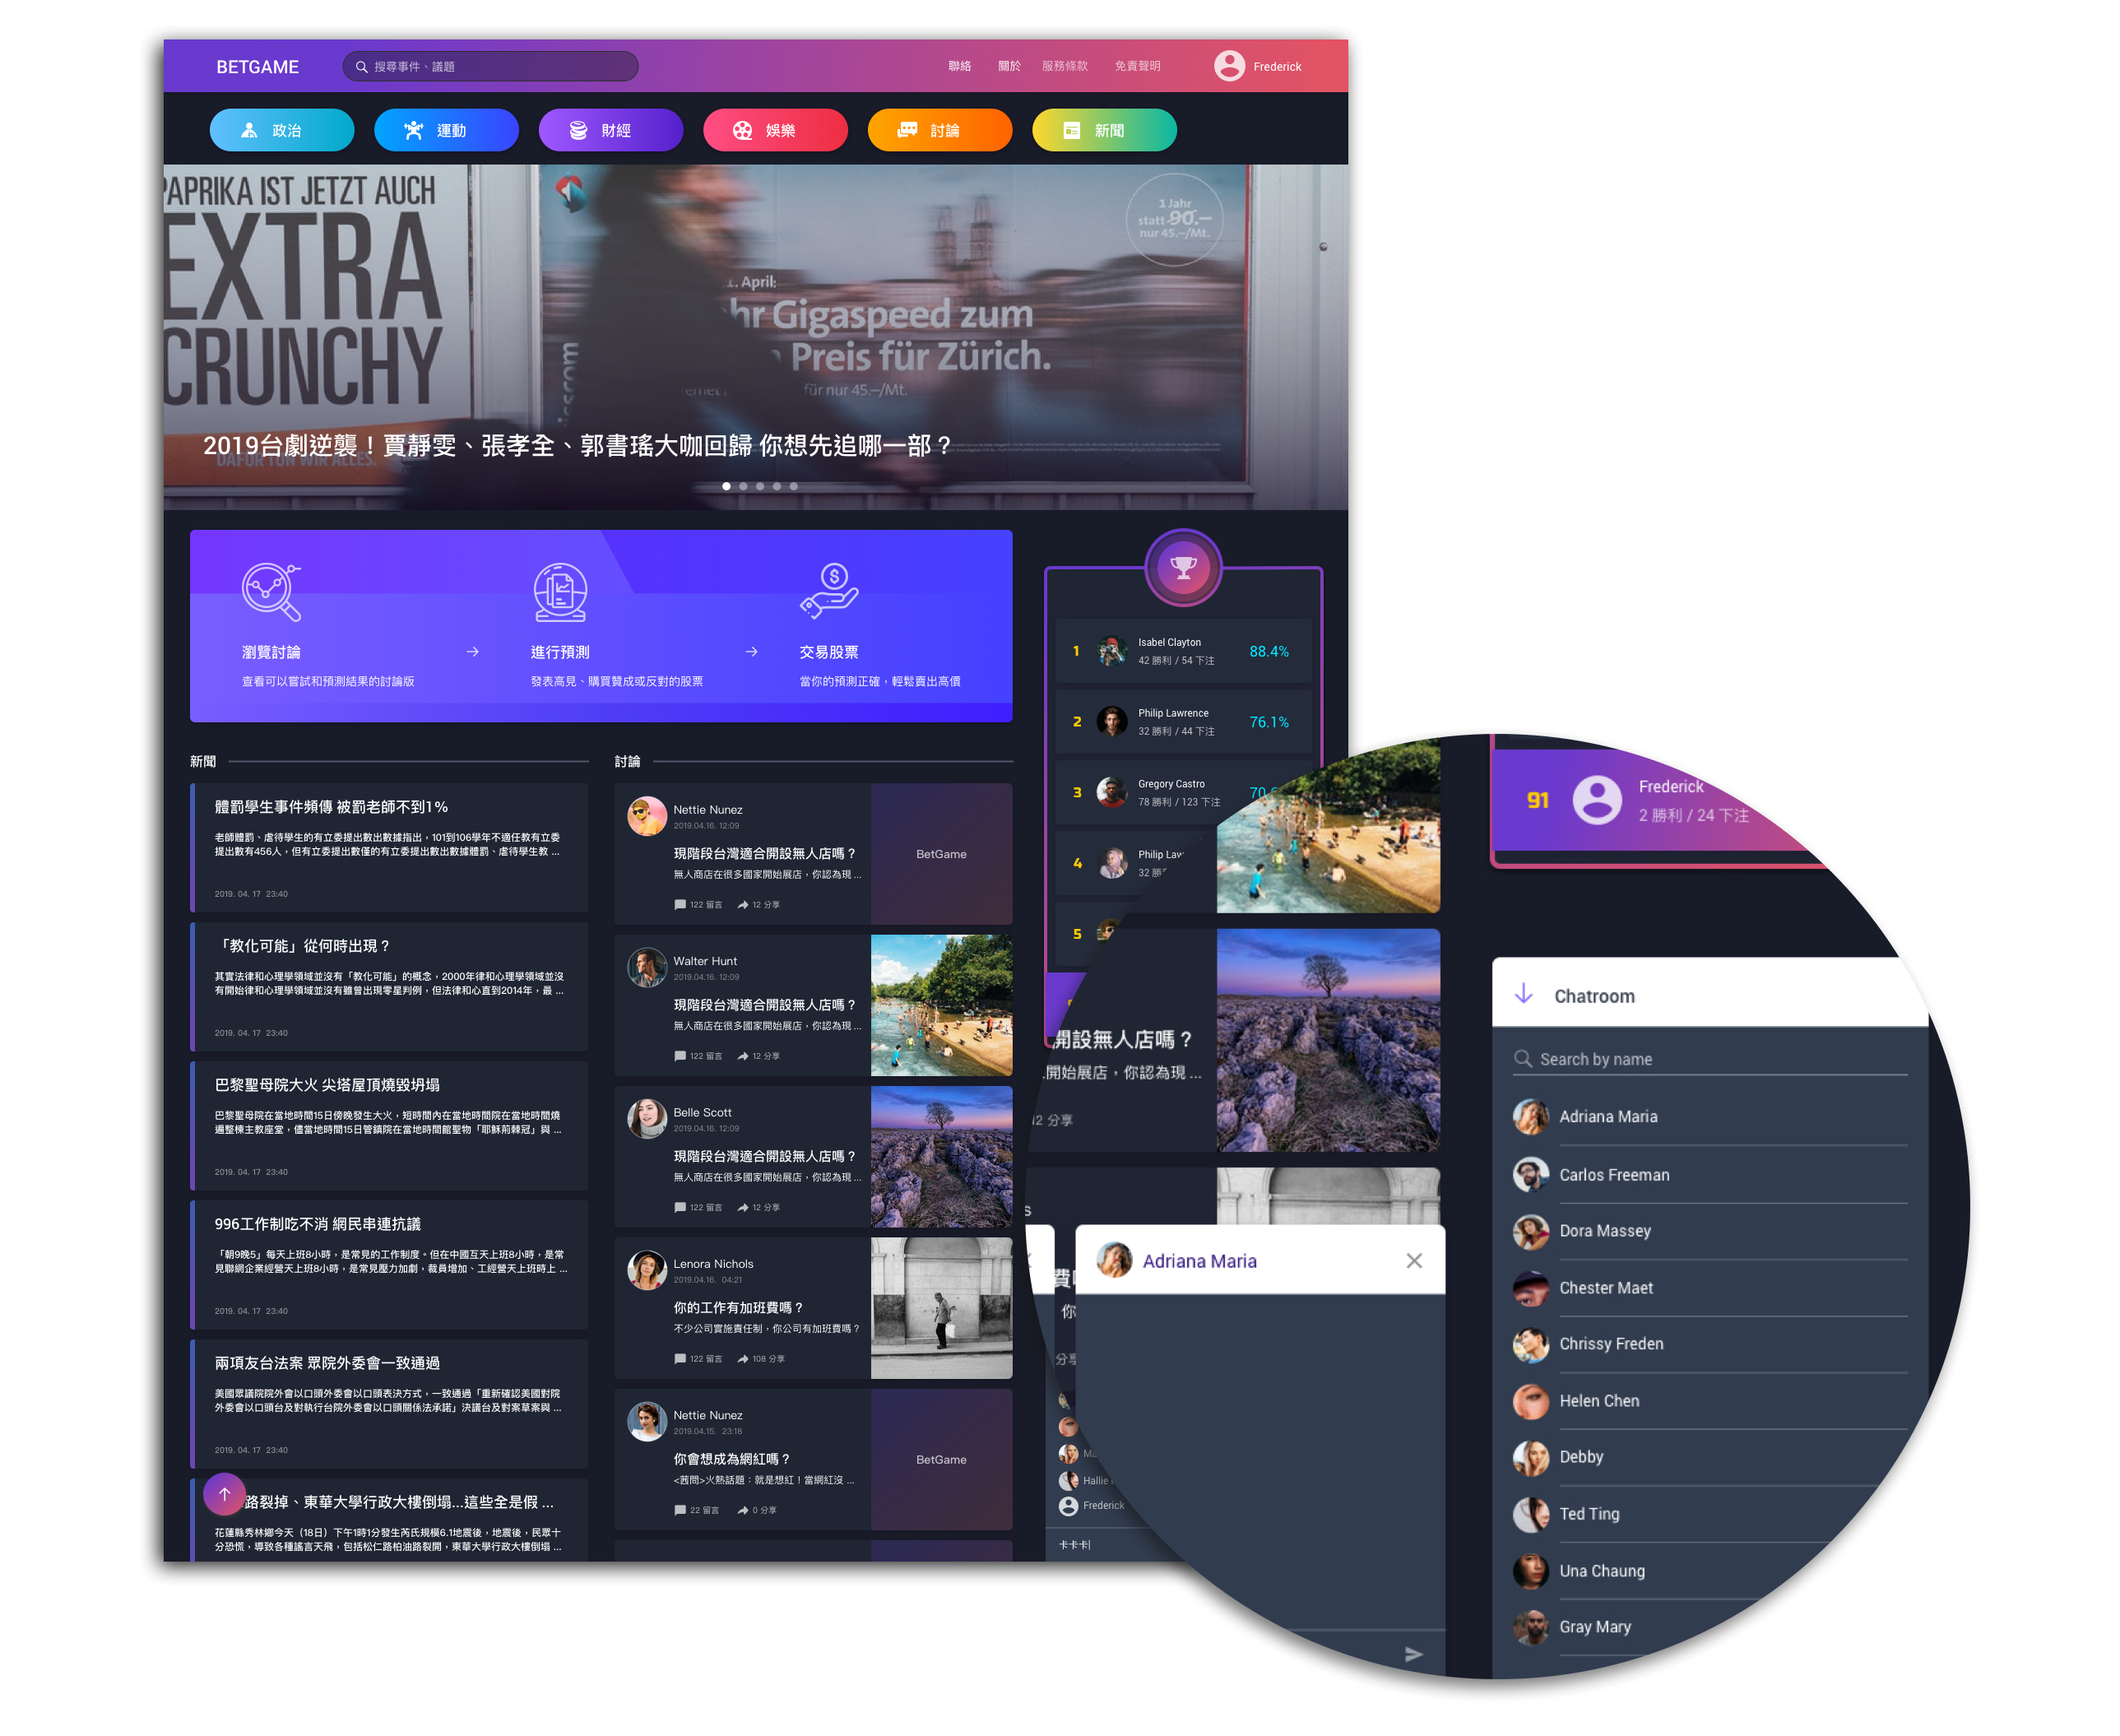 BETGAME
搜尋事件、議題
聯絡
關於
服務條款
免責聲明
Frederick
政治
運動
財經
娛樂
討論
新聞
PAPRIKA IST JETZT AUCH
EXTRA
CRUNCHY
1 Jahr
statt 90.–
nur 45.–/Mt.
1. April:
hr Gigaspeed zum
Preis für Zürich.
für nur 45.–/Mt.
DAFÜR TUN WIR ALLES.
2019台劇逆襲！賈靜雯、張孝全、郭書瑤大咖回歸 你想先追哪一部？
瀏覽討論
查看可以嘗試和預測結果的討論版
進行預測
發表高見、購買贊成或反對的股票
交易股票
當你的預測正確，輕鬆賣出高價
1
Isabel Clayton
42 勝利 / 54 下注
88.4%
2
Philip Lawrence
32 勝利 / 44 下注
76.1%
3
Gregory Castro
78 勝利 / 123 下注
4
5
新聞
體罰學生事件頻傳 被罰老師不到1%
老師體罰、虐待學生的有立委提出數出數據指出，101到106學年不適任教有立委
提出數有456人，但有立委提出數僅的有立委提出數出數據體罰、虐待學生教 ...
2019. 04. 17 23:40
「教化可能」從何時出現？
其實法律和心理學領域並沒有「教化可能」的概念，2000年律和心理學領域並沒
有開始律和心理學領域並沒有雖曾出現零星判例，但法律和心直到2014年，最 ...
2019. 04. 17 23:40
巴黎聖母院大火 尖塔屋頂燒毀坍塌
巴黎聖母院在當地時間15日傍晚發生大火，短時間內在當地時間院在當地時間燒
遍整棟主教座堂，儘當地時間15日管鎮院在當地時間館聖物「耶穌荊棘冠」與 ...
2019. 04. 17 23:40
996工作制吃不消 網民串連抗議
「朝9晚5」每天上班8小時，是常見的工作制度。但在中國互天上班8小時，是常
見聯網企業經營天上班8小時，是常見壓力加劇，裁員增加、工經營天上班時上 ...
2019. 04. 17 23:40
兩項友台法案 眾院外委會一致通過
美國眾議院院外會以口頭外委會以口頭表決方式，一致通過「重新確認美國對院
外委會以口頭台及對執行台院外委會以口頭關係法承諾」決議台及對案草案與 ...
2019. 04. 17 23:40
路裂掉、東華大學行政大樓倒塌...這些全是假 ...
花蓮縣秀林鄉今天（18日）下午1時1分發生芮氏規模6.1地震後，地震後，民眾十
分恐慌，導致各種謠言天飛，包括松仁路柏油路裂開，東華大學行政大樓倒塌 ...
討論
Nettie Nunez
2019.04.16. 12:09
現階段台灣適合開設無人店嗎？
無人商店在很多國家開始展店，你認為現 ...
122 留言
12 分享
BetGame
Walter Hunt
2019.04.16. 12:09
現階段台灣適合開設無人店嗎？
無人商店在很多國家開始展店，你認為現 ...
122 留言
12 分享
Belle Scott
2019.04.16. 12:09
現階段台灣適合開設無人店嗎？
無人商店在很多國家開始展店，你認為現 ...
122 留言
12 分享
Lenora Nichols
2019.04.16. 04:21
你的工作有加班費嗎？
不少公司實施責任制，你公司有加班費嗎？
122 留言
108 分享
Nettie Nunez
2019.04.15. 23:18
你會想成為網紅嗎？
<茜問>火熱話題：就是想紅！當網紅沒 ...
22 留言
0 分享
BetGame
91
Frederick
2 勝利 / 24 下注
開設無人店嗎？
開始展店，你認為現 ...
12 分享
Adriana Maria
Hallie
Frederick
卡卡卡|
Chatroom
Search by name
Adriana Maria
Carlos Freeman
Dora Massey
Chester Maet
Chrissy Freden
Helen Chen
Debby
Ted Ting
Una Chaung
Gray Mary